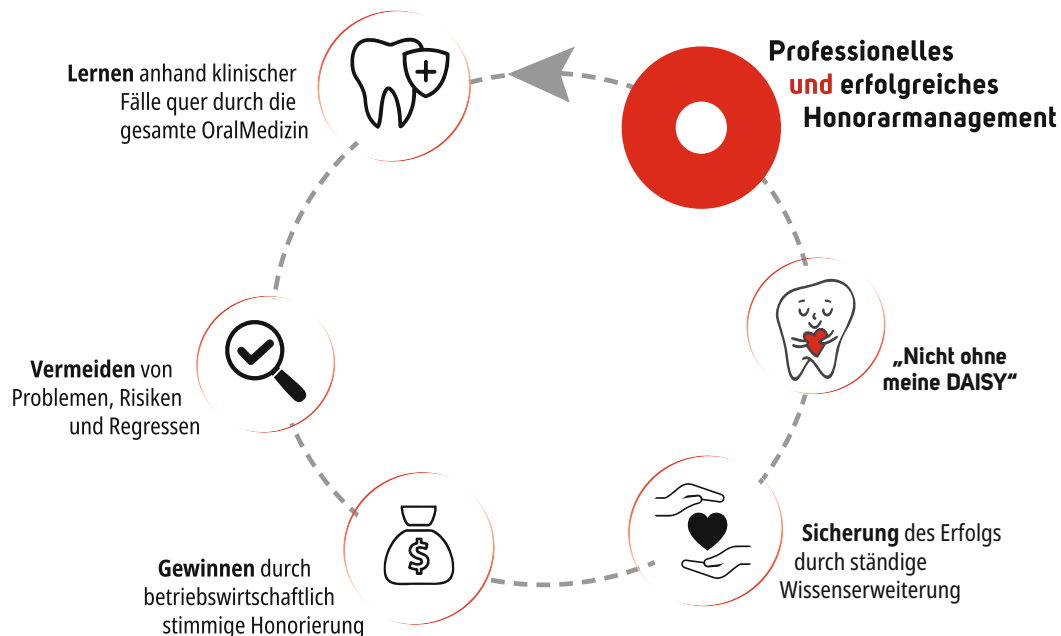 Professionelles
und erfolgreiches
Honorarmanagement
Lernen anhand klinischer
Fälle quer durch die
gesamte OralMedizin
Vermeiden von
Problemen, Risiken
und Regressen
Gewinnen durch
betriebswirtschaftlich
stimmige Honorierung
$
Sicherung des Erfolgs
durch ständige
Wissenserweiterung
„Nicht ohne
meine DAISY“